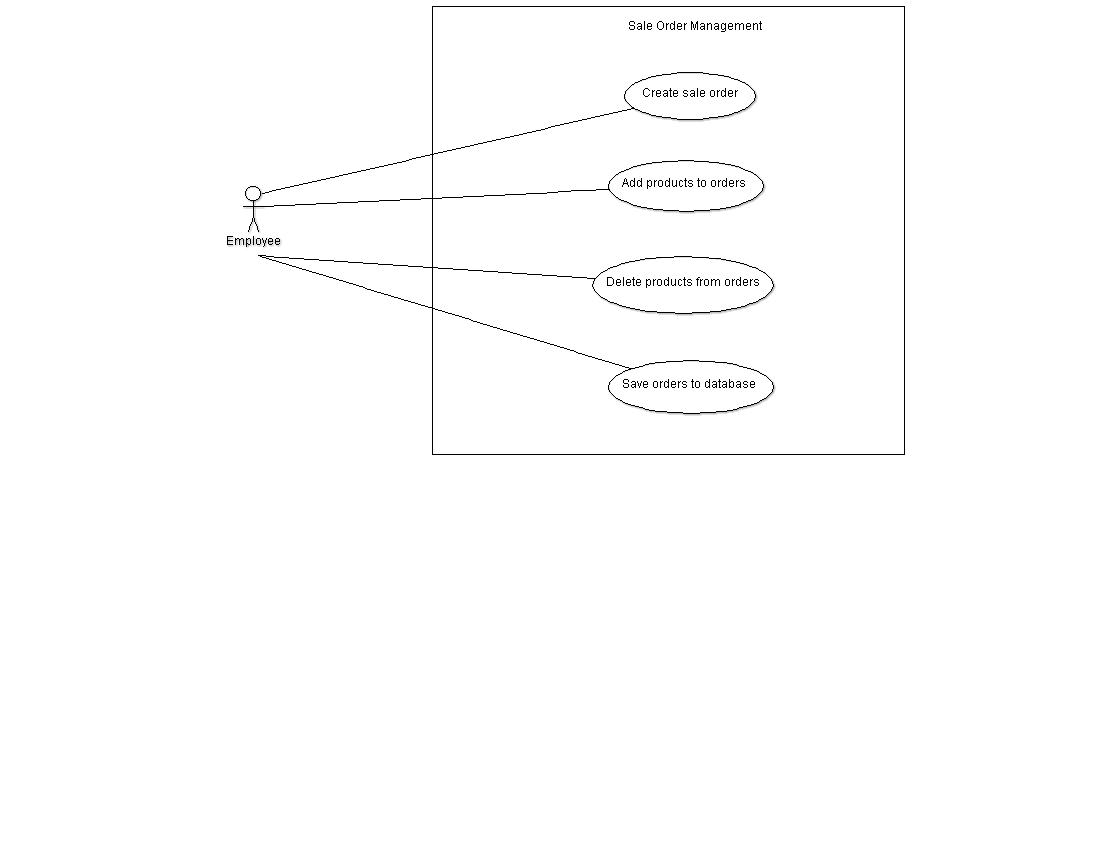 Sale Order Management
Create sale order
Add products to orders
Employee
Delete products from orders
Save orders to database